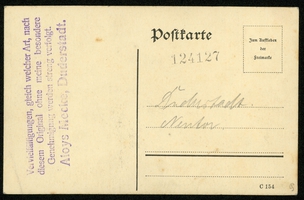 Vervielfältigungen, gleich welcher Art, nach
diesem Original ohne meine besondere
Genehmigung werden streng verfolgt.
Aloys Mecke, Duderstadt.
Postkarte
124127
Zum Aufkleben
der
Freimarke
Duderstadt
Neutor
C 154